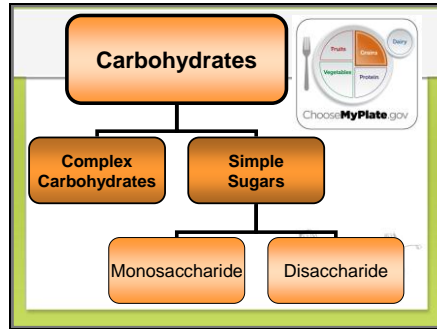 Carbohydrates
Fruits
Grains
Dairy
Vegetables
Protein
ChooseMyPlate.gov
Complex
Carbohydrates
Simple
Sugars
Monosaccharide
Disaccharide